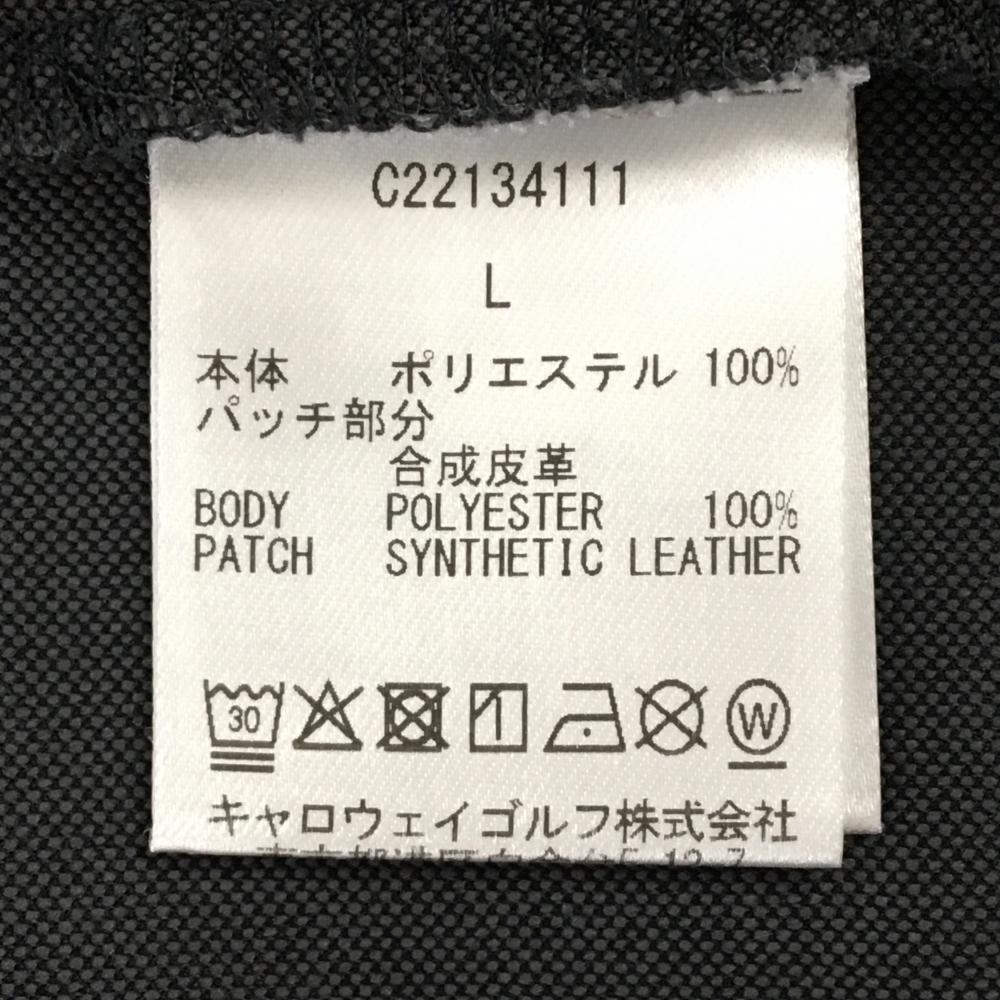 C22134111
L
本体 ポリエステル 100%
パッチ部分
合成皮革
BODY POLYESTER 100%
PATCH SYNTHETIC LEATHER
30 W
キャロウェイゴルフ株式会社